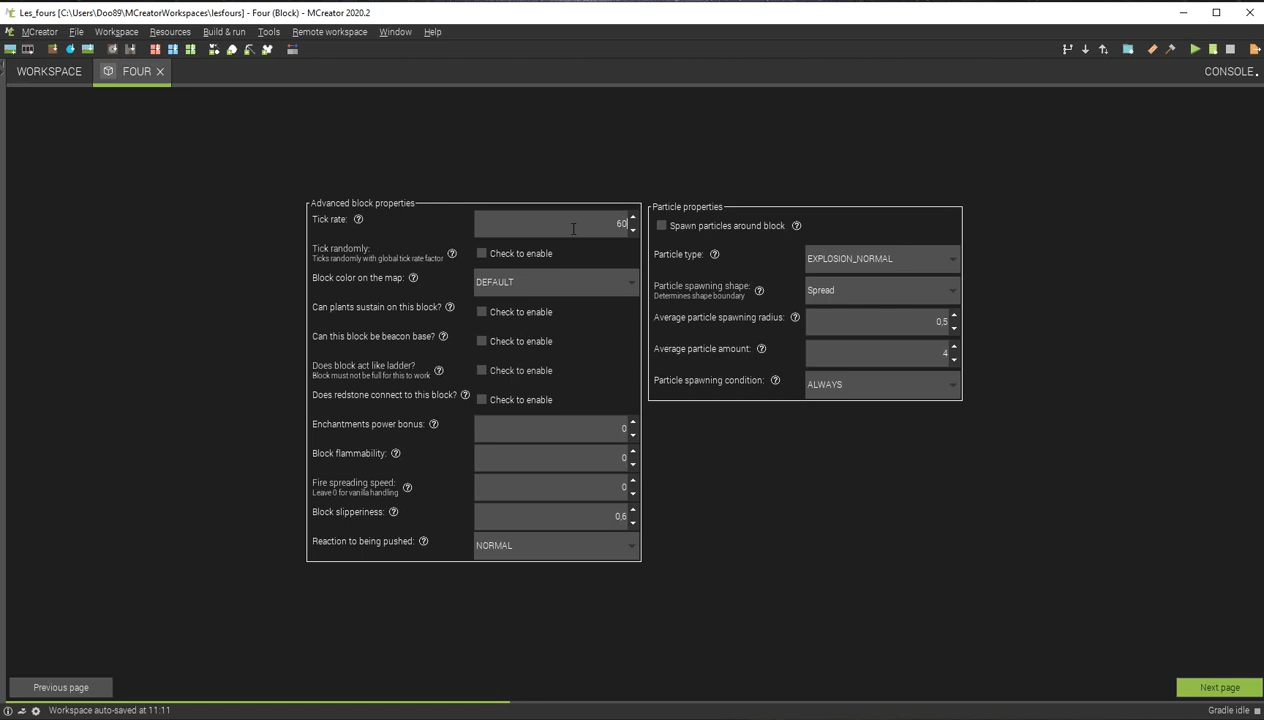 Les_fours [C:\Users\Doo89\MCreatorWorkspaces\lesfours] - Four (Block) - MCreator 2020.2
MCreator File Workspace Resources Build & run Tools Remote workspace Window Help
WORKSPACE FOUR CONSOLE
Advanced block properties
Tick rate: 60
Tick randomly: Check to enable
Ticks randomly with global tick rate factor
Block color on the map: DEFAULT
Can plants sustain on this block? Check to enable
Can this block be beacon base? Check to enable
Does block act like ladder? Check to enable
Block must not be full for this to work
Does redstone connect to this block? Check to enable
Enchantments power bonus: 0
Block flammability: 0
Fire spreading speed: 0
Leave 0 for vanilla handling
Block slipperiness: 0,6
Reaction to being pushed: NORMAL
Particle properties
Spawn particles around block
Particle type: EXPLOSION_NORMAL
Particle spawning shape: Spread
Determines shape boundary
Average particle spawning radius: 0,5
Average particle amount: 4
Particle spawning condition: ALWAYS
Previous page Next page
Workspace auto-saved at 11:11 Gradle idle